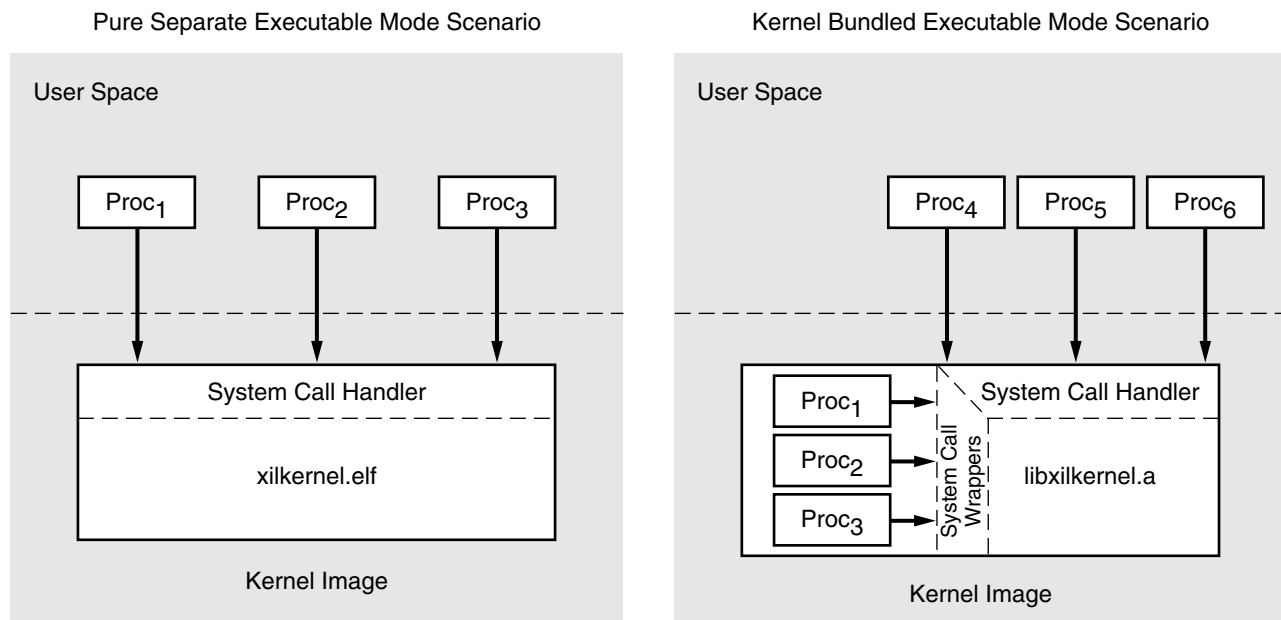 Pure Separate Executable Mode Scenario
User Space
Proc1
Proc2
Proc3
System Call Handler
xilkernel.elf
Kernel Image
Kernel Bundled Executable Mode Scenario
User Space
Proc4
Proc5
Proc6
Proc1
Proc2
Proc3
System Call
Wrappers
System Call Handler
libxilkernel.a
Kernel Image